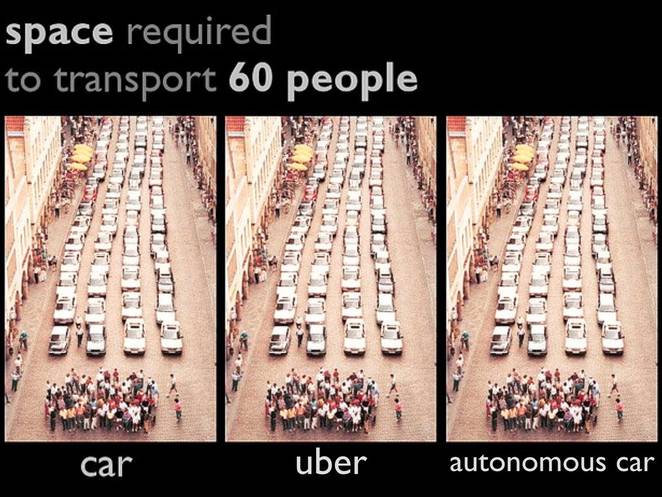 space required
to transport 60 people
car
uber
autonomous car